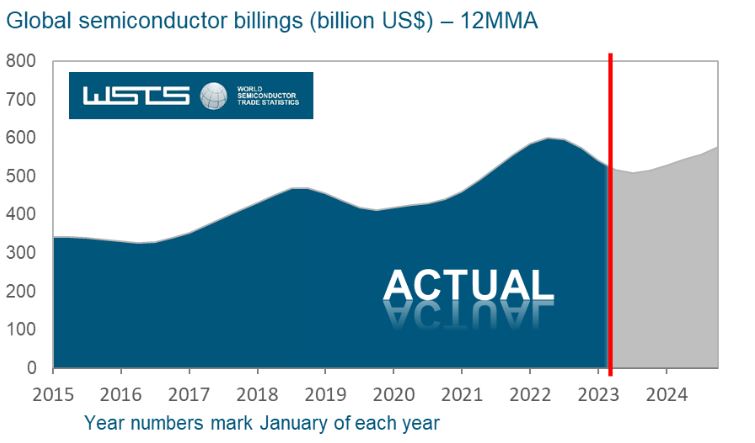 Global semiconductor billings (billion US$) – 12MMA
800
WSTS
WORLD
SEMICONDUCTOR
TRADE STATISTICS
700
600
500
400
300
200
100
0
ACTUAL
2015 2016 2017 2018 2019 2020 2021 2022 2023 2024
Year numbers mark January of each year